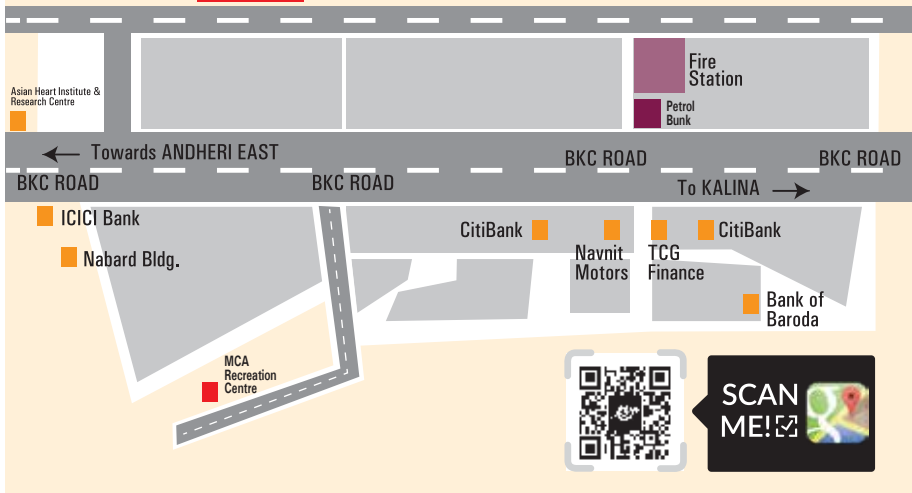 Fire
Station
Asian Heart Institute &
Research Centre
Petrol
Bunk
Towards ANDHERI EAST
BKC ROAD
BKC ROAD
BKC ROAD
BKC ROAD
To KALINA
ICICI Bank
CitiBank
CitiBank
Nabard Bldg.
Navnit
Motors
TCG
Finance
Bank of
Baroda
MCA
Recreation
Centre
SCAN
ME!